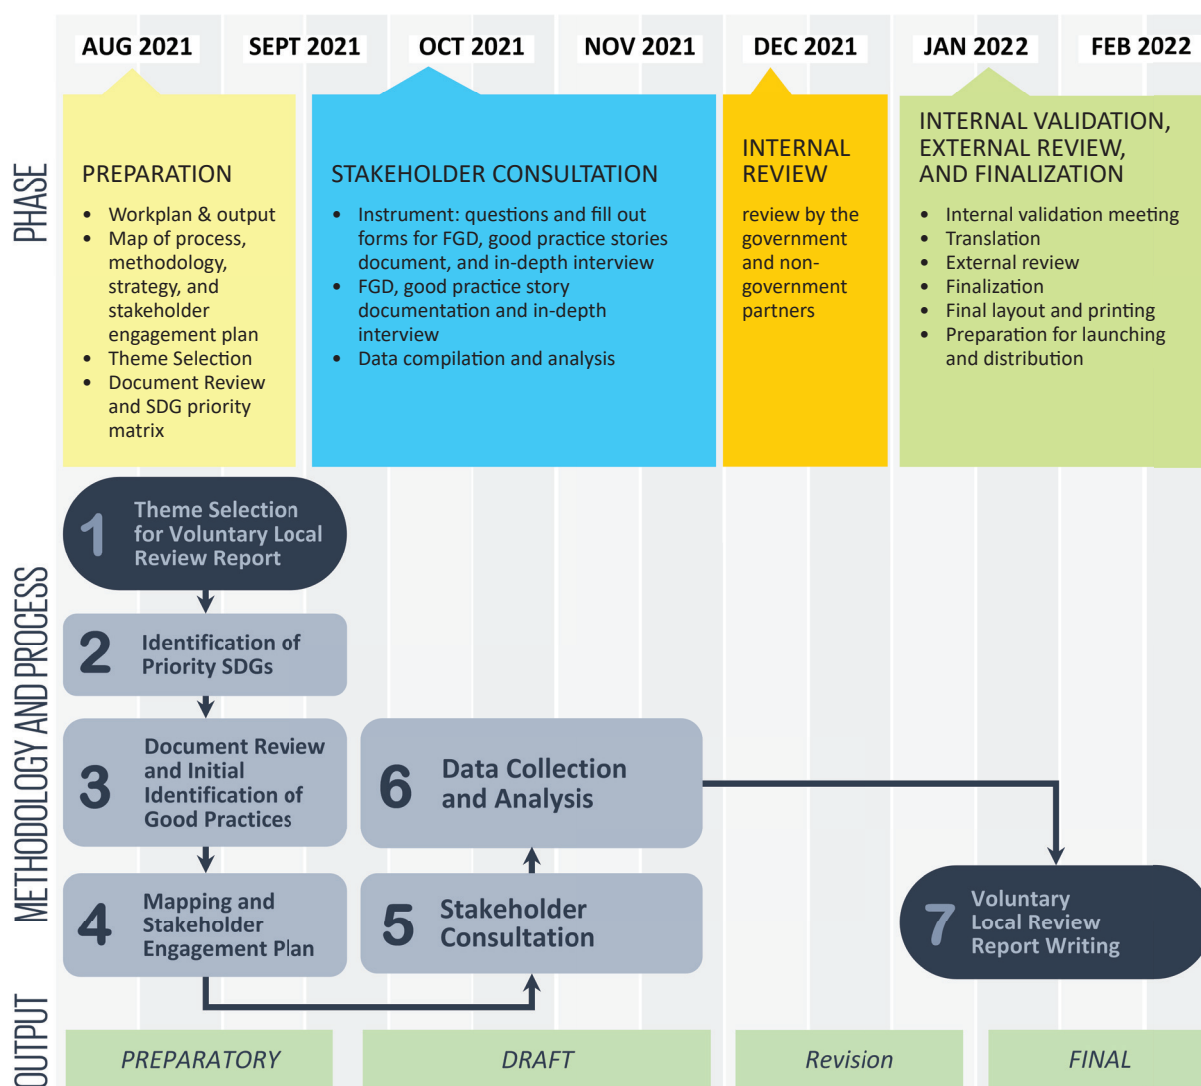 AUG 2021
SEPT 2021
OCT 2021
NOV 2021
DEC 2021
JAN 2022
FEB 2022
PHASE
PREPARATION
• Workplan & output
• Map of process,
methodology,
strategy, and
stakeholder
engagement plan
• Theme Selection
• Document Review
and SDG priority
matrix
STAKEHOLDER CONSULTATION
• Instrument: questions and fill out
forms for FGD, good practice stories
document, and in-depth interview
• FGD, good practice story
documentation and in-depth
interview
• Data compilation and analysis
INTERNAL
REVIEW
review by the
government
and non-
government
partners
INTERNAL VALIDATION,
EXTERNAL REVIEW,
AND FINALIZATION
• Internal validation meeting
• Translation
• External review
• Finalization
• Final layout and printing
• Preparation for launching
and distribution
METHODOLOGY AND PROCESS
1
Theme Selection
for Voluntary Local
Review Report
2
Identification of
Priority SDGs
3
Document Review
and Initial
Identification of
Good Practices
4
Mapping and
Stakeholder
Engagement Plan
5
Stakeholder
Consultation
6
Data Collection
and Analysis
7
Voluntary
Local Review
Report Writing
OUTPUT
PREPARATORY
DRAFT
Revision
FINAL